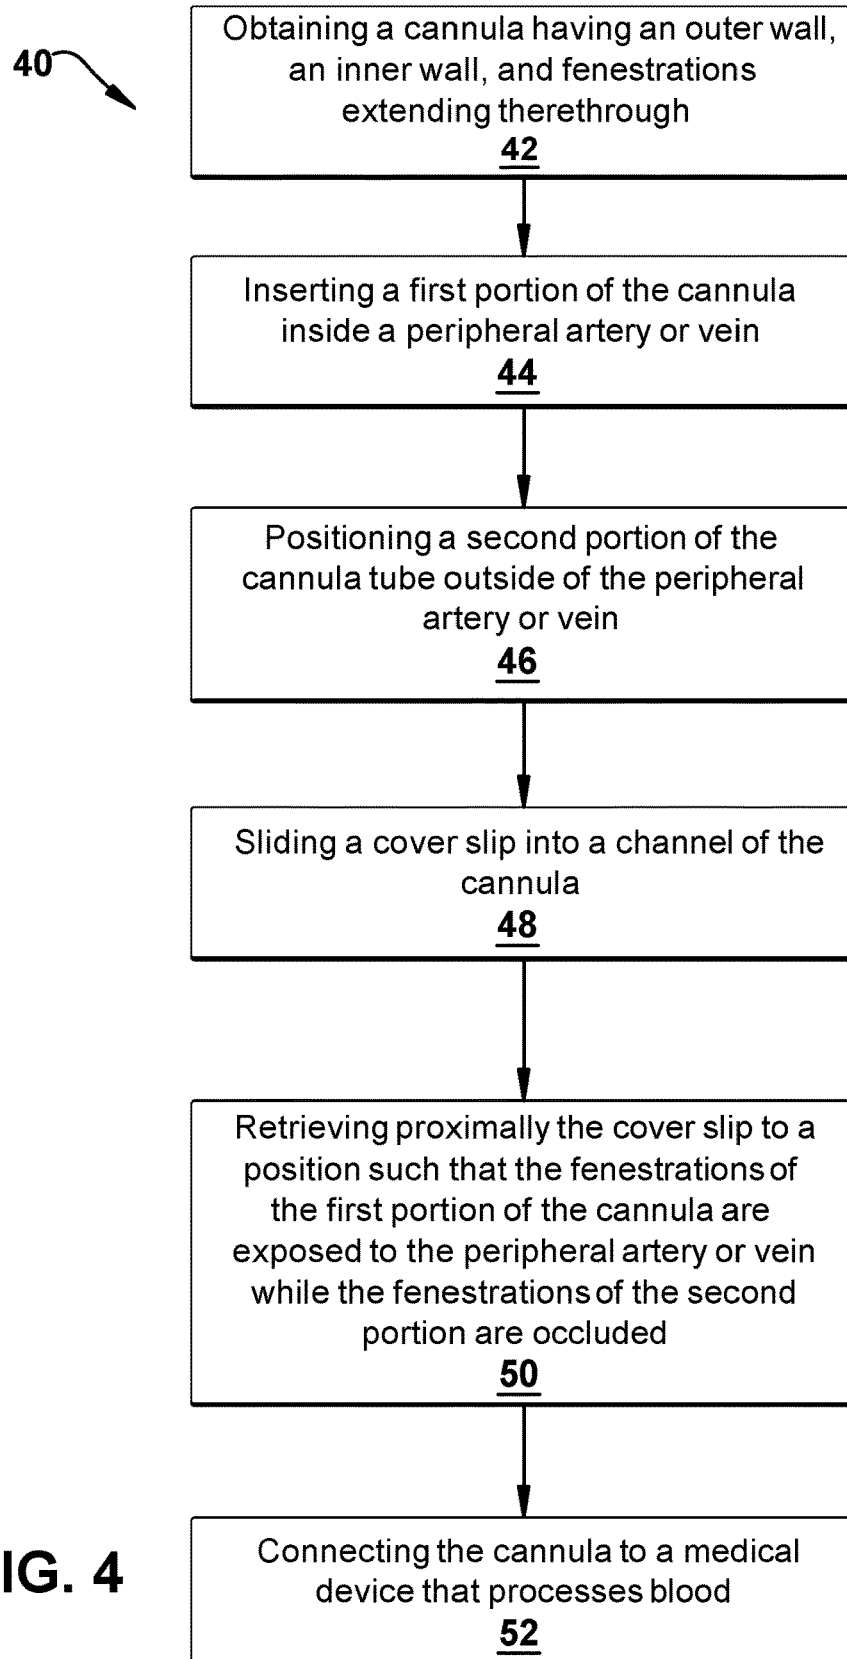 40
Obtaining a cannula having an outer wall,
an inner wall, and fenestrations
extending therethrough
42
Inserting a first portion of the cannula
inside a peripheral artery or vein
44
Positioning a second portion of the
cannula tube outside of the peripheral
artery or vein
46
Sliding a cover slip into a channel of the
cannula
48
Retrieving proximally the cover slip to a
position such that the fenestrations of
the first portion of the cannula are
exposed to the peripheral artery or vein
while the fenestrations of the second
portion are occluded
50
Connecting the cannula to a medical
device that processes blood
52
IG. 4